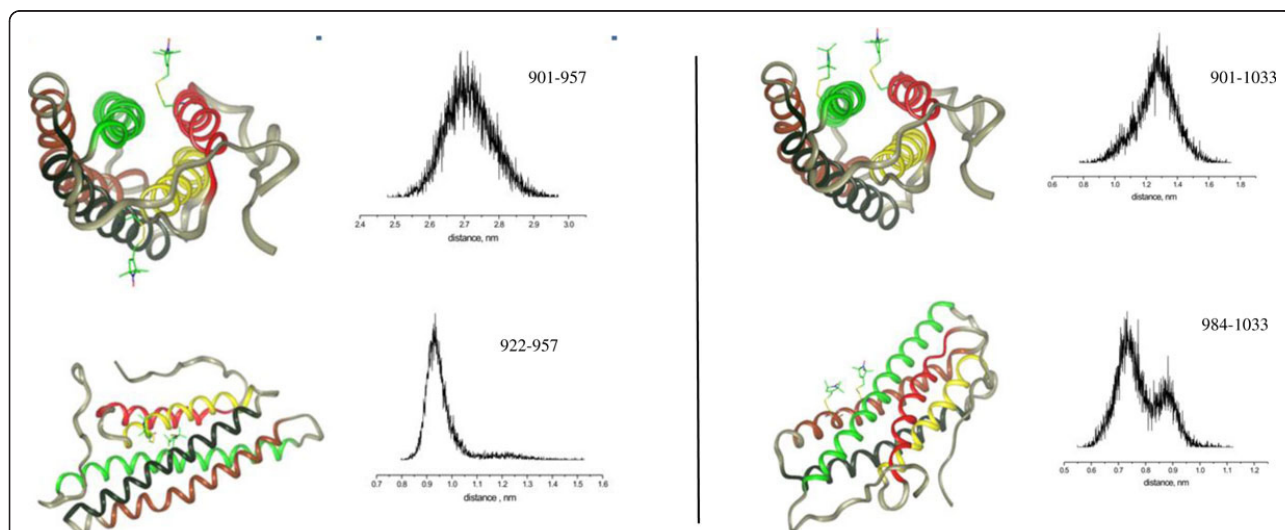 901-957
2.4 2.5 2.6 2.7 2.8 2.9 3.0
distance, nm
901-1033
0.6 0.8 1.0 1.2 1.4 1.6 1.8
distance, nm
922-957
0.7 0.8 0.9 1.0 1.1 1.2 1.3 1.4 1.5 1.6
distance , nm
984-1033
0.5 0.6 0.7 0.8 0.9 1.0 1.1 1.2
distance, nm